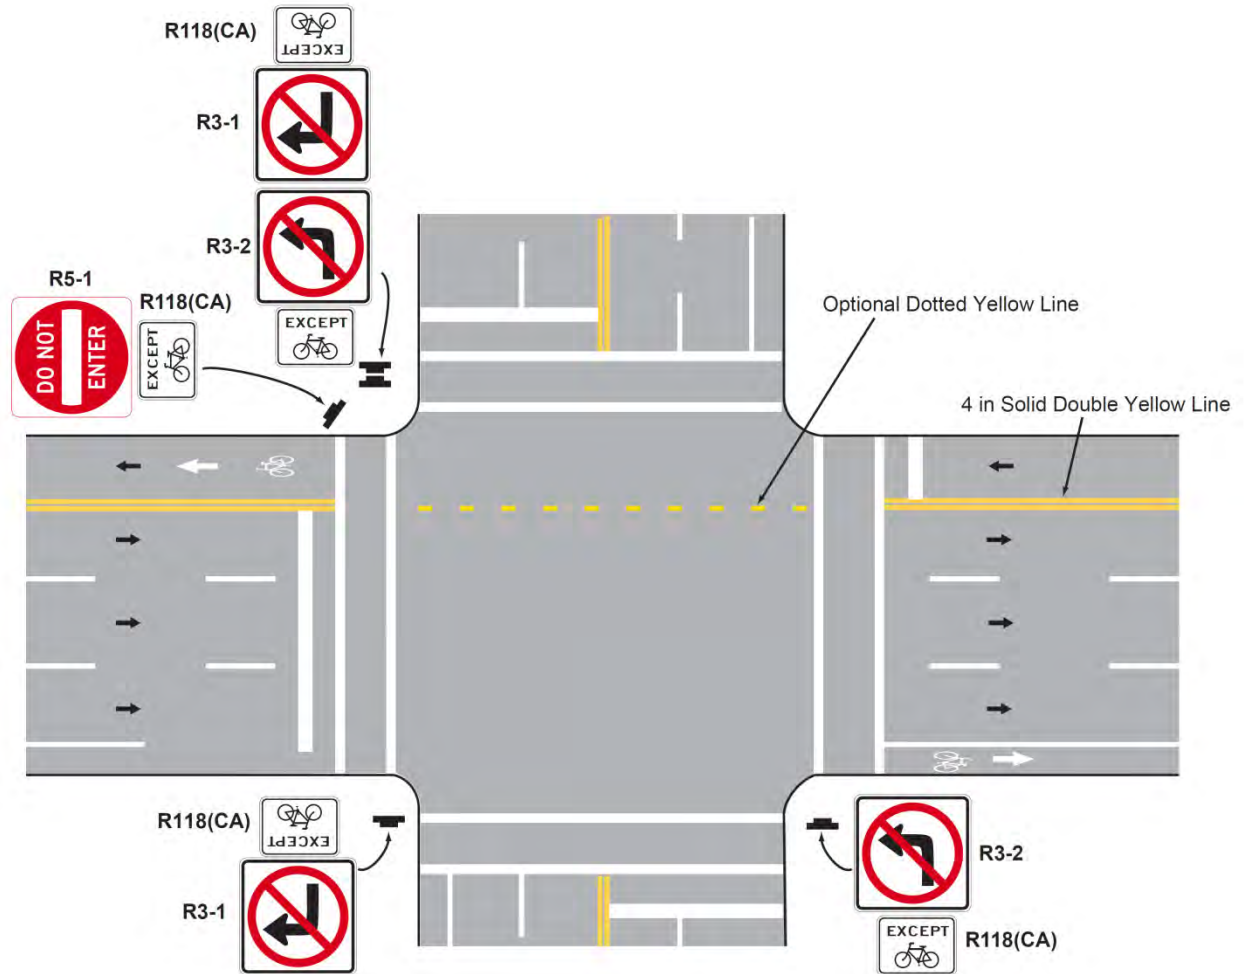 R118(CA)
EXCEPT
R3-1
R3-2
EXCEPT
R5-1
DO NOT
ENTER
R118(CA)
EXCEPT
Optional Dotted Yellow Line
4 in Solid Double Yellow Line
R118(CA)
EXCEPT
R3-1
R3-2
EXCEPT
R118(CA)